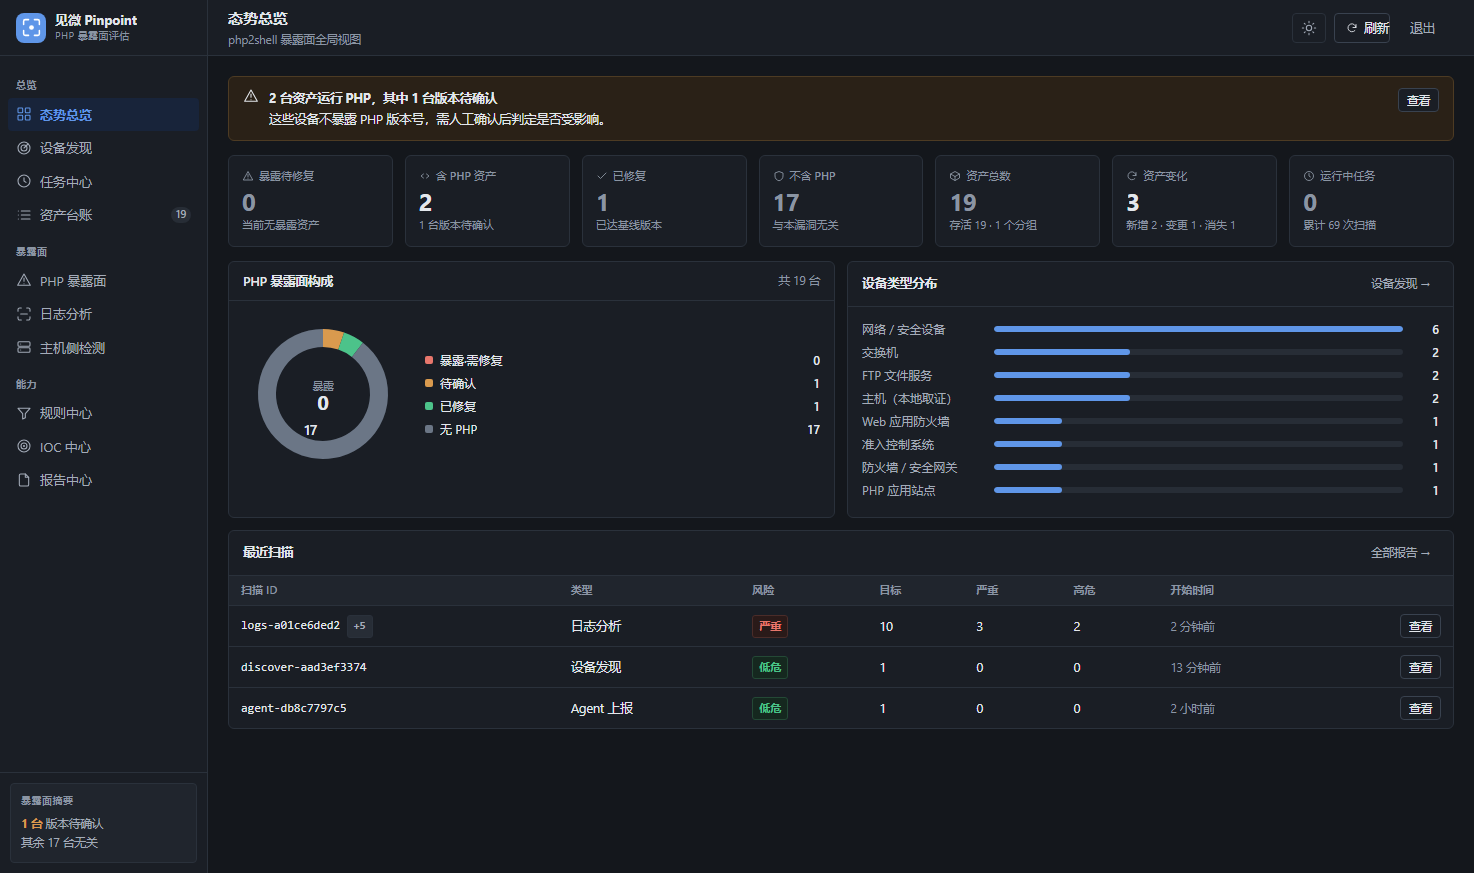 见微 Pinpoint
PHP 暴露面评估
总览
态势总览
设备发现
任务中心
资产台账 19
暴露面
PHP 暴露面
日志分析
主机侧检测
能力
规则中心
IOC 中心
报告中心
暴露面摘要
1 台 版本待确认
其余 17 台无关
态势总览
php2shell 暴露面全局视图
刷新 退出
2 台资产运行 PHP，其中 1 台版本待确认
这些设备不暴露 PHP 版本号，需人工确认后判定是否受影响。
查看
暴露待修复
0
当前无暴露资产
含 PHP 资产
2
1 台版本待确认
已修复
1
已达基线版本
不含 PHP
17
与本漏洞无关
资产总数
19
存活 19 · 1 个分组
资产变化
3
新增 2 · 变更 1 · 消失 1
运行中任务
0
累计 69 次扫描
PHP 暴露面构成 共 19 台
暴露
0
17
暴露·需修复 0
待确认 1
已修复 1
无 PHP 17
设备类型分布 设备发现 →
网络 / 安全设备 6
交换机 2
FTP 文件服务 2
主机（本地取证） 2
Web 应用防火墙 1
准入控制系统 1
防火墙 / 安全网关 1
PHP 应用站点 1
最近扫描 全部报告 →
扫描 ID 类型 风险 目标 严重 高危 开始时间
logs-a01ce6ded2 +5 日志分析 严重 10 3 2 2 分钟前 查看
discover-aad3ef3374 设备发现 低危 1 0 0 13 分钟前 查看
agent-db8c7797c5 Agent 上报 低危 1 0 0 2 小时前 查看